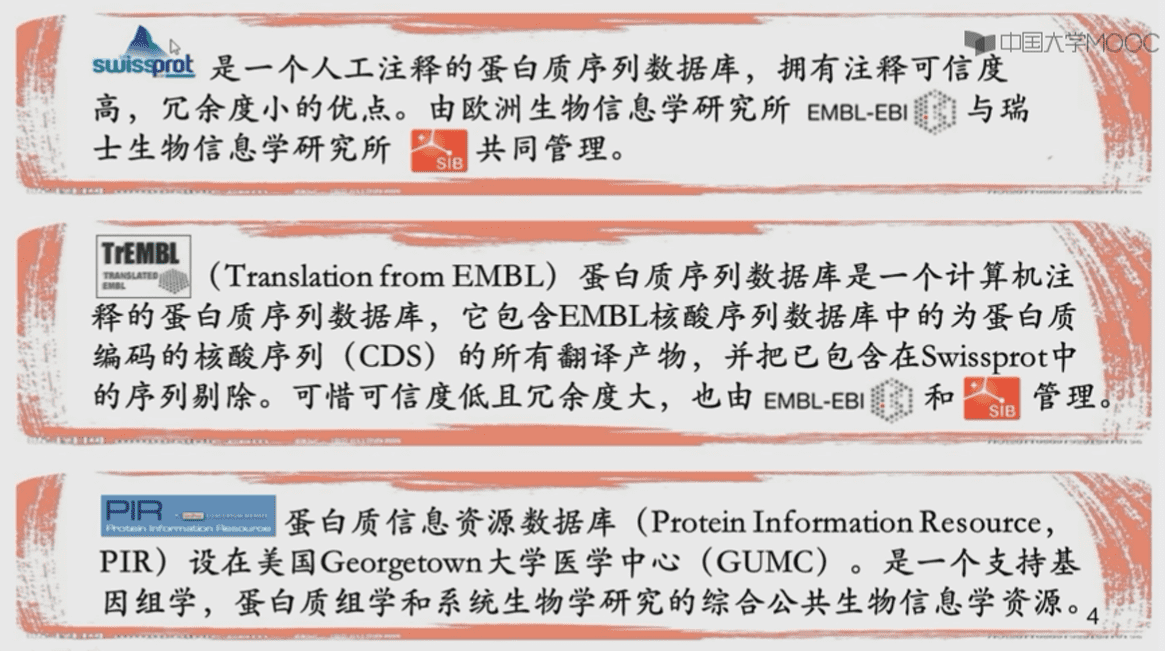 中国大学MOOC
swissprot 是一个人工注释的蛋白质序列数据库，拥有注释可信度
高，冗余度小的优点。由欧洲生物信息学研究所 EMBL-EBI 与瑞
士生物信息学研究所 SIB 共同管理。
TrEMBL
TRANSLATED
EMBL
（Translation from EMBL）蛋白质序列数据库是一个计算机注
释的蛋白质序列数据库，它包含EMBL核酸序列数据库中的为蛋白质
编码的核酸序列（CDS）的所有翻译产物，并把已包含在Swissprot中
的序列剔除。可惜可信度低且冗余度大，也由 EMBL-EBI 和 SIB 管理。
PIR
Protein Information Resource
蛋白质信息资源数据库（Protein Information Resource，
PIR）设在美国Georgetown大学医学中心（GUMC）。是一个支持基
因组学，蛋白质组学和系统生物学研究的综合公共生物信息学资源。
4